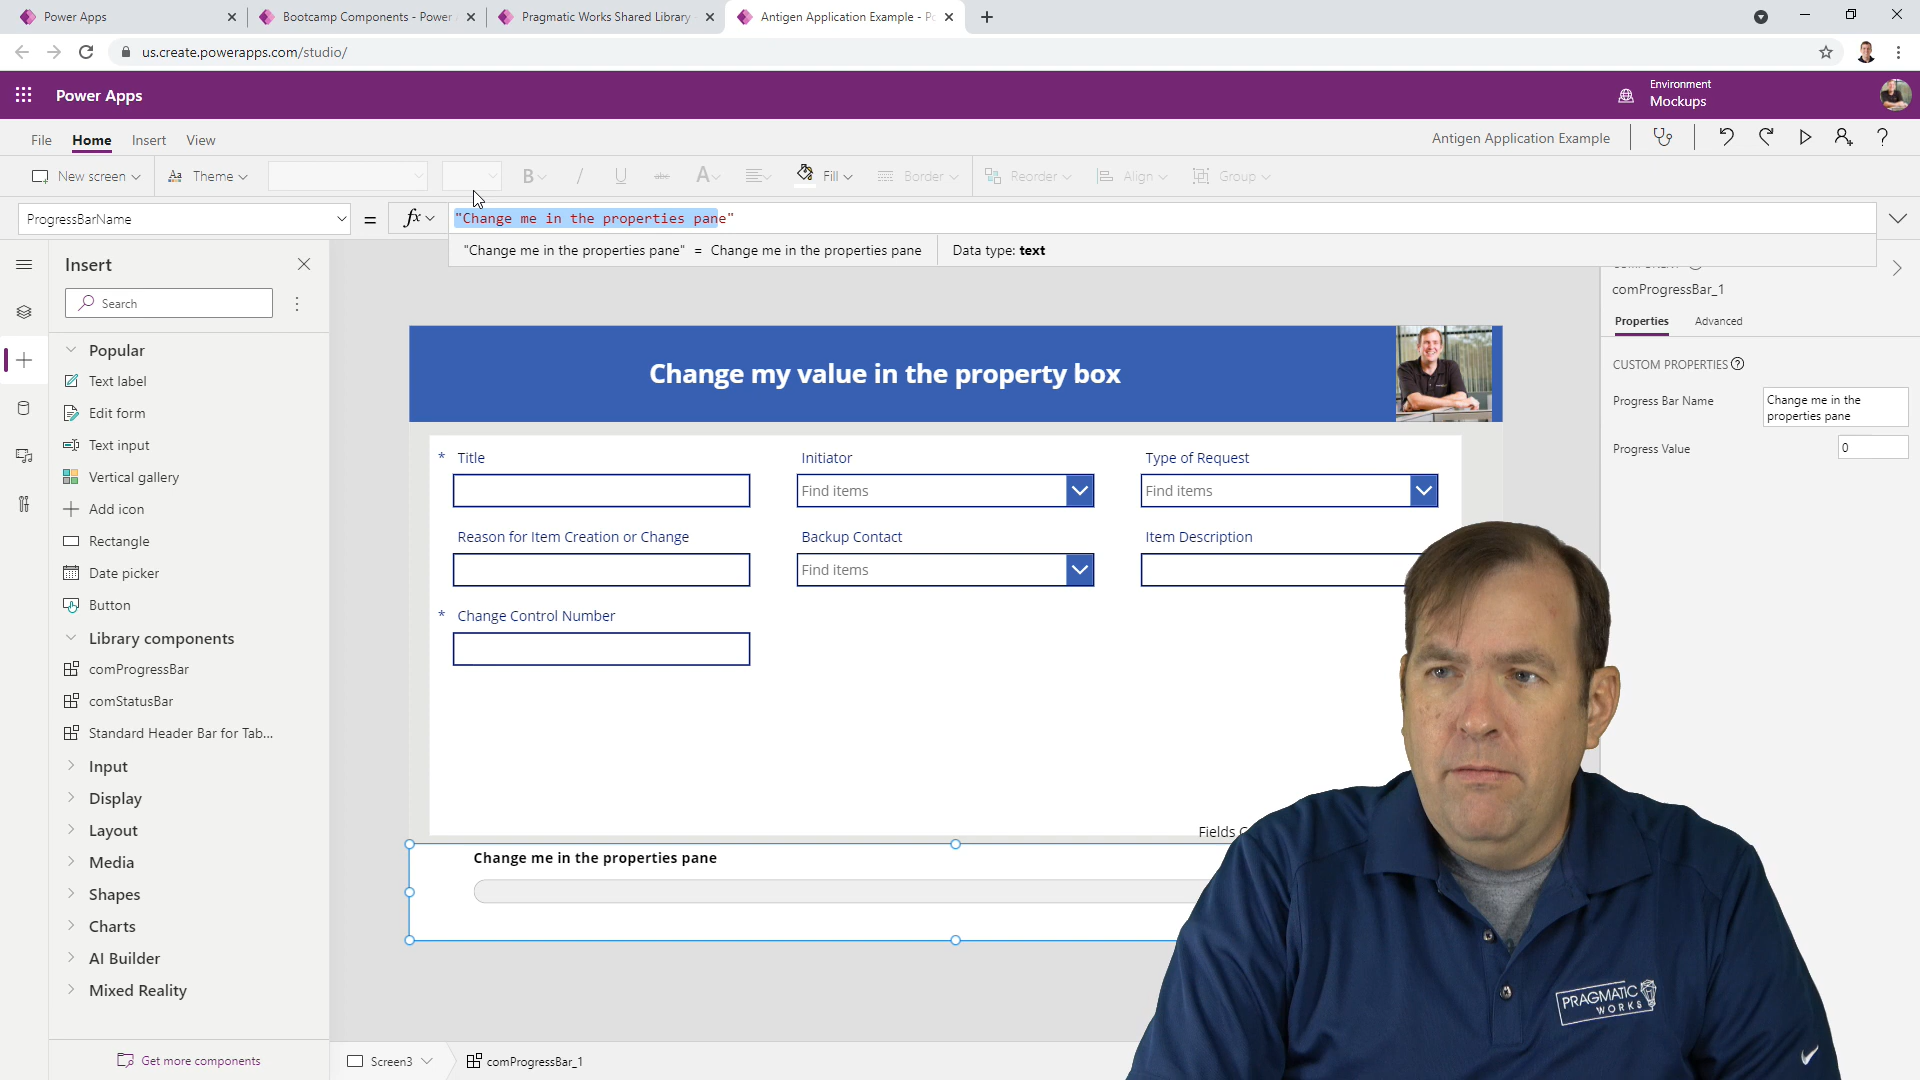 Power Apps
Bootcamp Components - Power
Pragmatic Works Shared Library
Antigen Application Example - Po
us.create.powerapps.com/studio/
Power Apps
Environment
Mockups
File
Home
Insert
View
Antigen Application Example
New screen
Theme
B
Fill
Border
Reorder
Align
Group
ProgressBarName
=
fx
"Change me in the properties pane"
"Change me in the properties pane" = Change me in the properties pane
Data type: text
Insert
Search
Popular
Text label
Edit form
Text input
Vertical gallery
Add icon
Rectangle
Date picker
Button
Library components
comProgressBar
comStatusBar
Standard Header Bar for Tab...
Input
Display
Layout
Media
Shapes
Charts
AI Builder
Mixed Reality
Get more components
Change my value in the property box
* Title
Initiator
Type of Request
Find items
Find items
Reason for Item Creation or Change
Backup Contact
Item Description
Find items
* Change Control Number
Fields
Change me in the properties pane
Screen3
comProgressBar_1
comProgressBar_1
Properties
Advanced
CUSTOM PROPERTIES
Progress Bar Name
Change me in the
properties pane
Progress Value
0
PRAGMATIC
WORKS